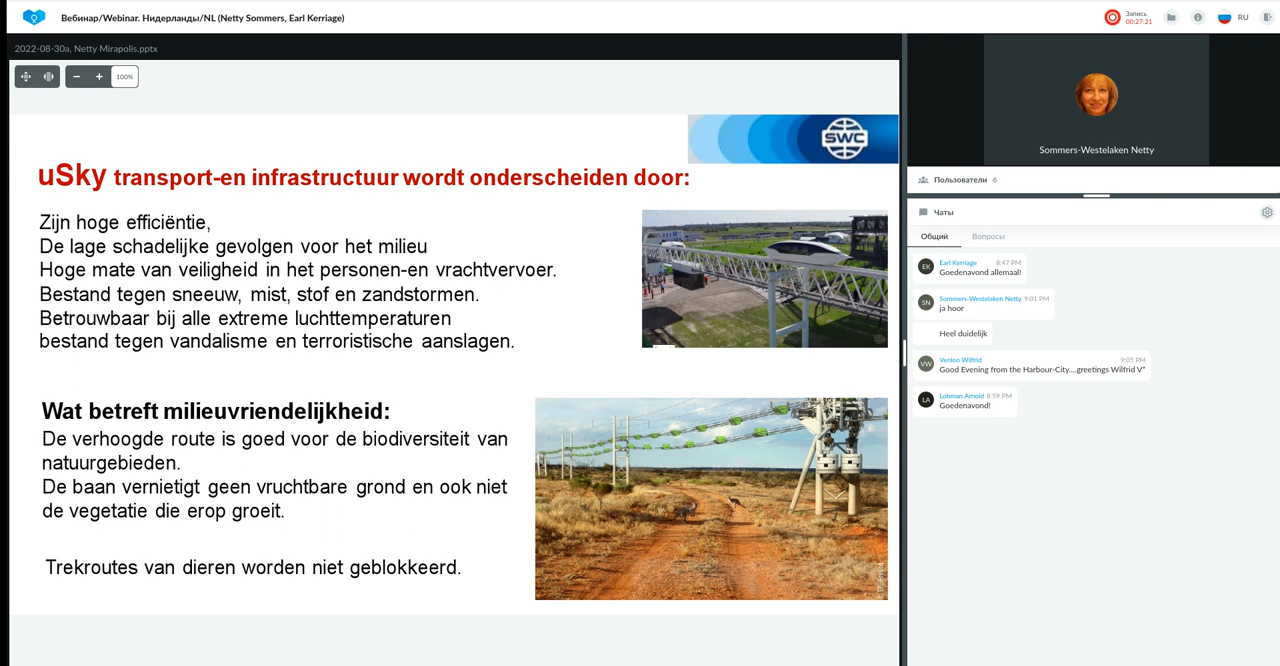 Вебинар/Webinar. Нидерланды/NL (Netty Sommers, Earl Kerriage)
Запись
00:27:21
RU
2022-08-30a, Netty Mirapolis.pptx
100%
SWC
uSky transport-en infrastructuur wordt onderscheiden door:
Zijn hoge efficiëntie,
De lage schadelijke gevolgen voor het milieu
Hoge mate van veiligheid in het personen-en vrachtvervoer.
Bestand tegen sneeuw, mist, stof en zandstormen.
Betrouwbaar bij alle extreme luchttemperaturen
bestand tegen vandalisme en terroristische aanslagen.
Wat betreft milieuvriendelijkheid:
De verhoogde route is goed voor de biodiversiteit van
natuurgebieden.
De baan vernietigt geen vruchtbare grond en ook niet
de vegetatie die erop groeit.
Trekroutes van dieren worden niet geblokkeerd.
Sommers-Westelaken Netty
Пользователи 6
Чаты
Общий Вопросы
EK Earl Kerriage 8:47 PM
Goedenavond allemaal!
SN Sommers-Westelaken Netty 9:01 PM
ja hoor
Heel duidelijk
VW Venloo Wilfrid 9:05 PM
Good Evening from the Harbour-City....greetings Wilfrid V"
LA Lobman Arnold 8:59 PM
Goedenavond!